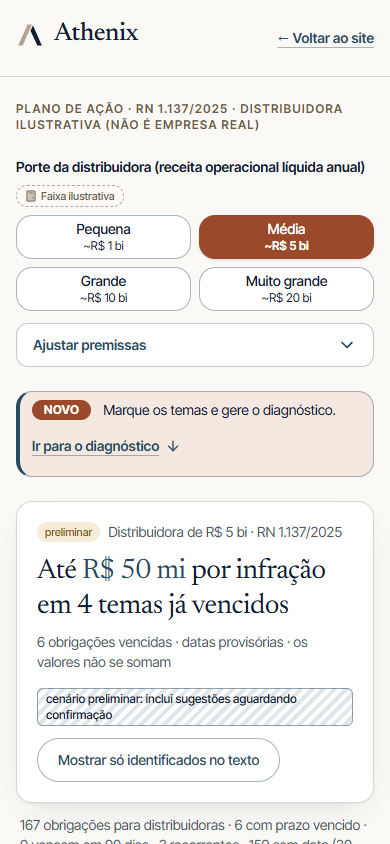 Athenix
← Voltar ao site
PLANO DE AÇÃO · RN 1.137/2025 · DISTRIBUIDORA
ILUSTRATIVA (NÃO É EMPRESA REAL)
Porte da distribuidora (receita operacional líquida anual)
Faixa ilustrativa
Pequena
~R$ 1 bi
Média
~R$ 5 bi
Grande
~R$ 10 bi
Muito grande
~R$ 20 bi
Ajustar premissas
NOVO Marque os temas e gere o diagnóstico.
Ir para o diagnóstico ↓
preliminar Distribuidora de R$ 5 bi · RN 1.137/2025
Até R$ 50 mi por infração
em 4 temas já vencidos
6 obrigações vencidas · datas provisórias · os
valores não se somam
cenário preliminar: inclui sugestões aguardando
confirmação
Mostrar só identificados no texto
167 obrigações para distribuidoras · 6 com prazo vencido ·